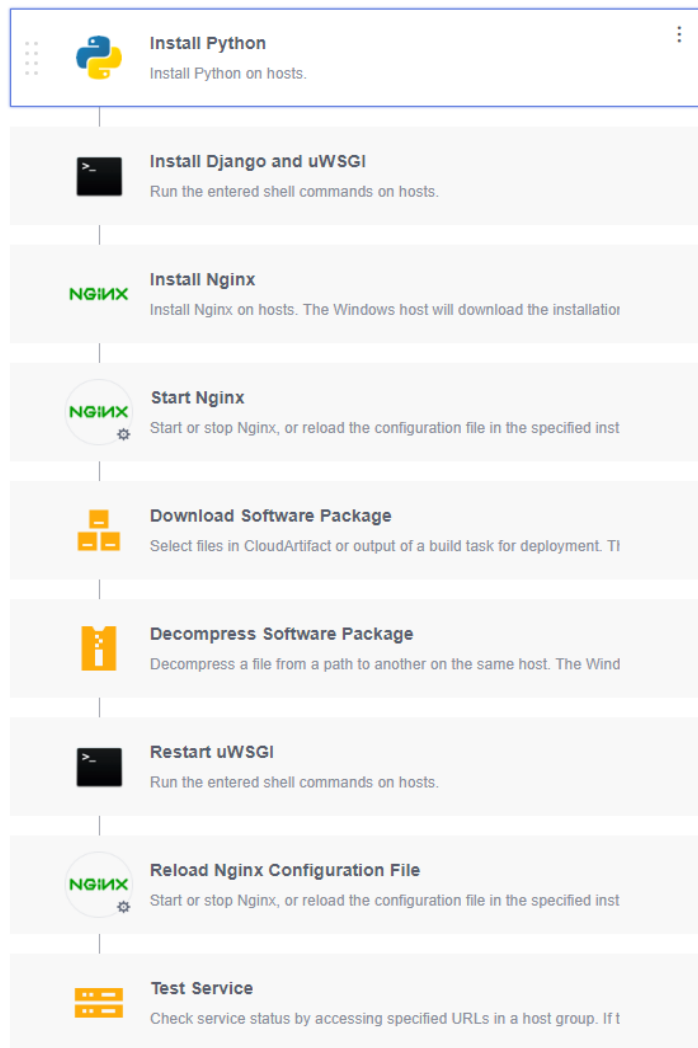 Install Python
Install Python on hosts.
>_
Install Django and uWSGI
Run the entered shell commands on hosts.
NGINX
Install Nginx
Install Nginx on hosts. The Windows host will download the installation
NGINX
Start Nginx
Start or stop Nginx, or reload the configuration file in the specified inst
Download Software Package
Select files in CloudArtifact or output of a build task for deployment.
Decompress Software Package
Decompress a file from a path to another on the same host. The Wind
>_
Restart uWSGI
Run the entered shell commands on hosts.
NGINX
Reload Nginx Configuration File
Start or stop Nginx, or reload the configuration file in the specified inst
Test Service
Check service status by accessing specified URLs in a host group. If t